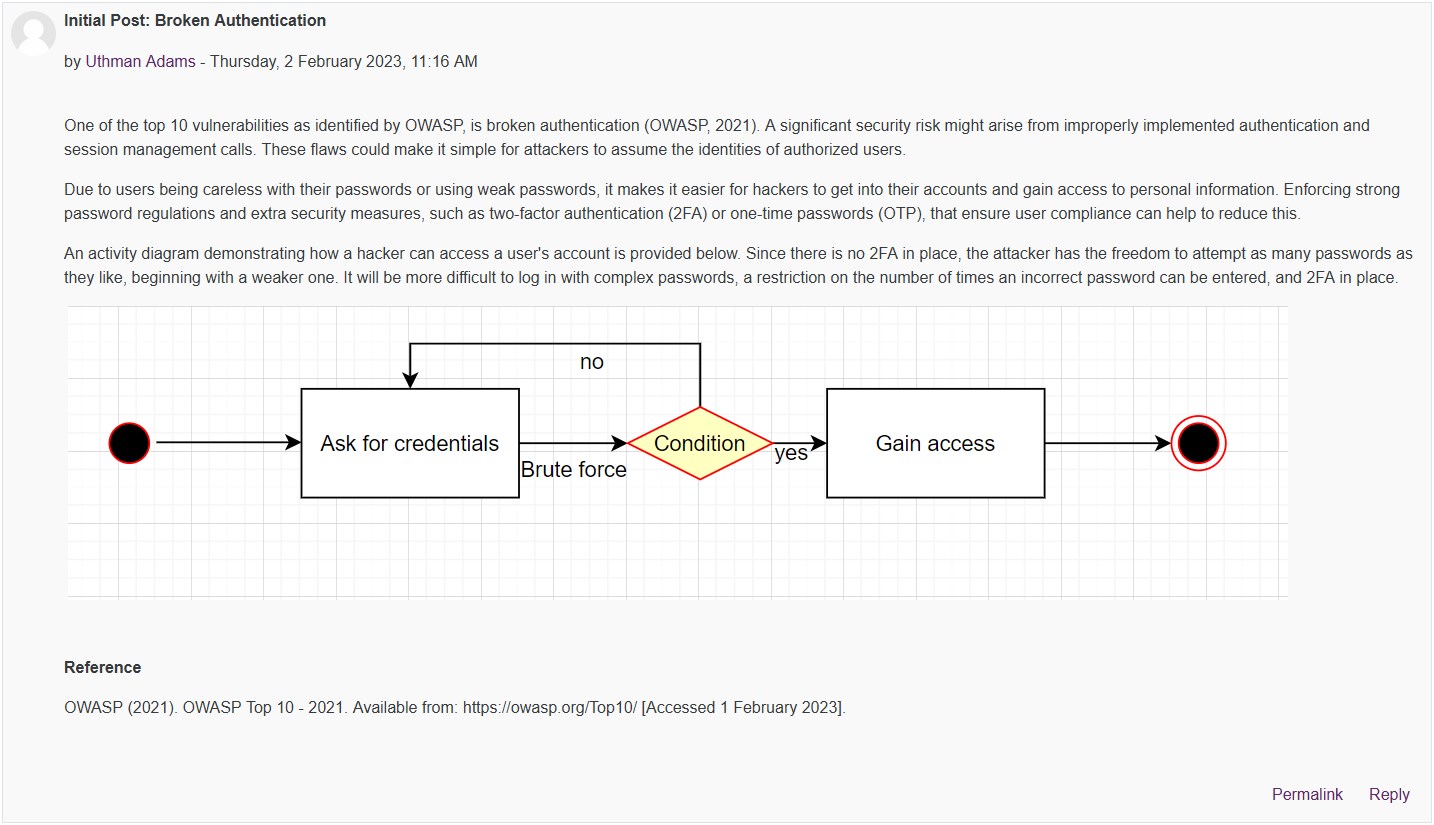 Initial Post: Broken Authentication
by Uthman Adams - Thursday, 2 February 2023, 11:16 AM
One of the top 10 vulnerabilities as identified by OWASP, is broken authentication (OWASP, 2021). A significant security risk might arise from improperly implemented authentication and
session management calls. These flaws could make it simple for attackers to assume the identities of authorized users.
Due to users being careless with their passwords or using weak passwords, it makes it easier for hackers to get into their accounts and gain access to personal information. Enforcing strong
password regulations and extra security measures, such as two-factor authentication (2FA) or one-time passwords (OTP), that ensure user compliance can help to reduce this.
An activity diagram demonstrating how a hacker can access a user's account is provided below. Since there is no 2FA in place, the attacker has the freedom to attempt as many passwords as
they like, beginning with a weaker one. It will be more difficult to log in with complex passwords, a restriction on the number of times an incorrect password can be entered, and 2FA in place.
no
Ask for credentials
Brute force
Condition
yes
Gain access
Reference
OWASP (2021). OWASP Top 10 - 2021. Available from: https://owasp.org/Top10/ [Accessed 1 February 2023].
Permalink Reply